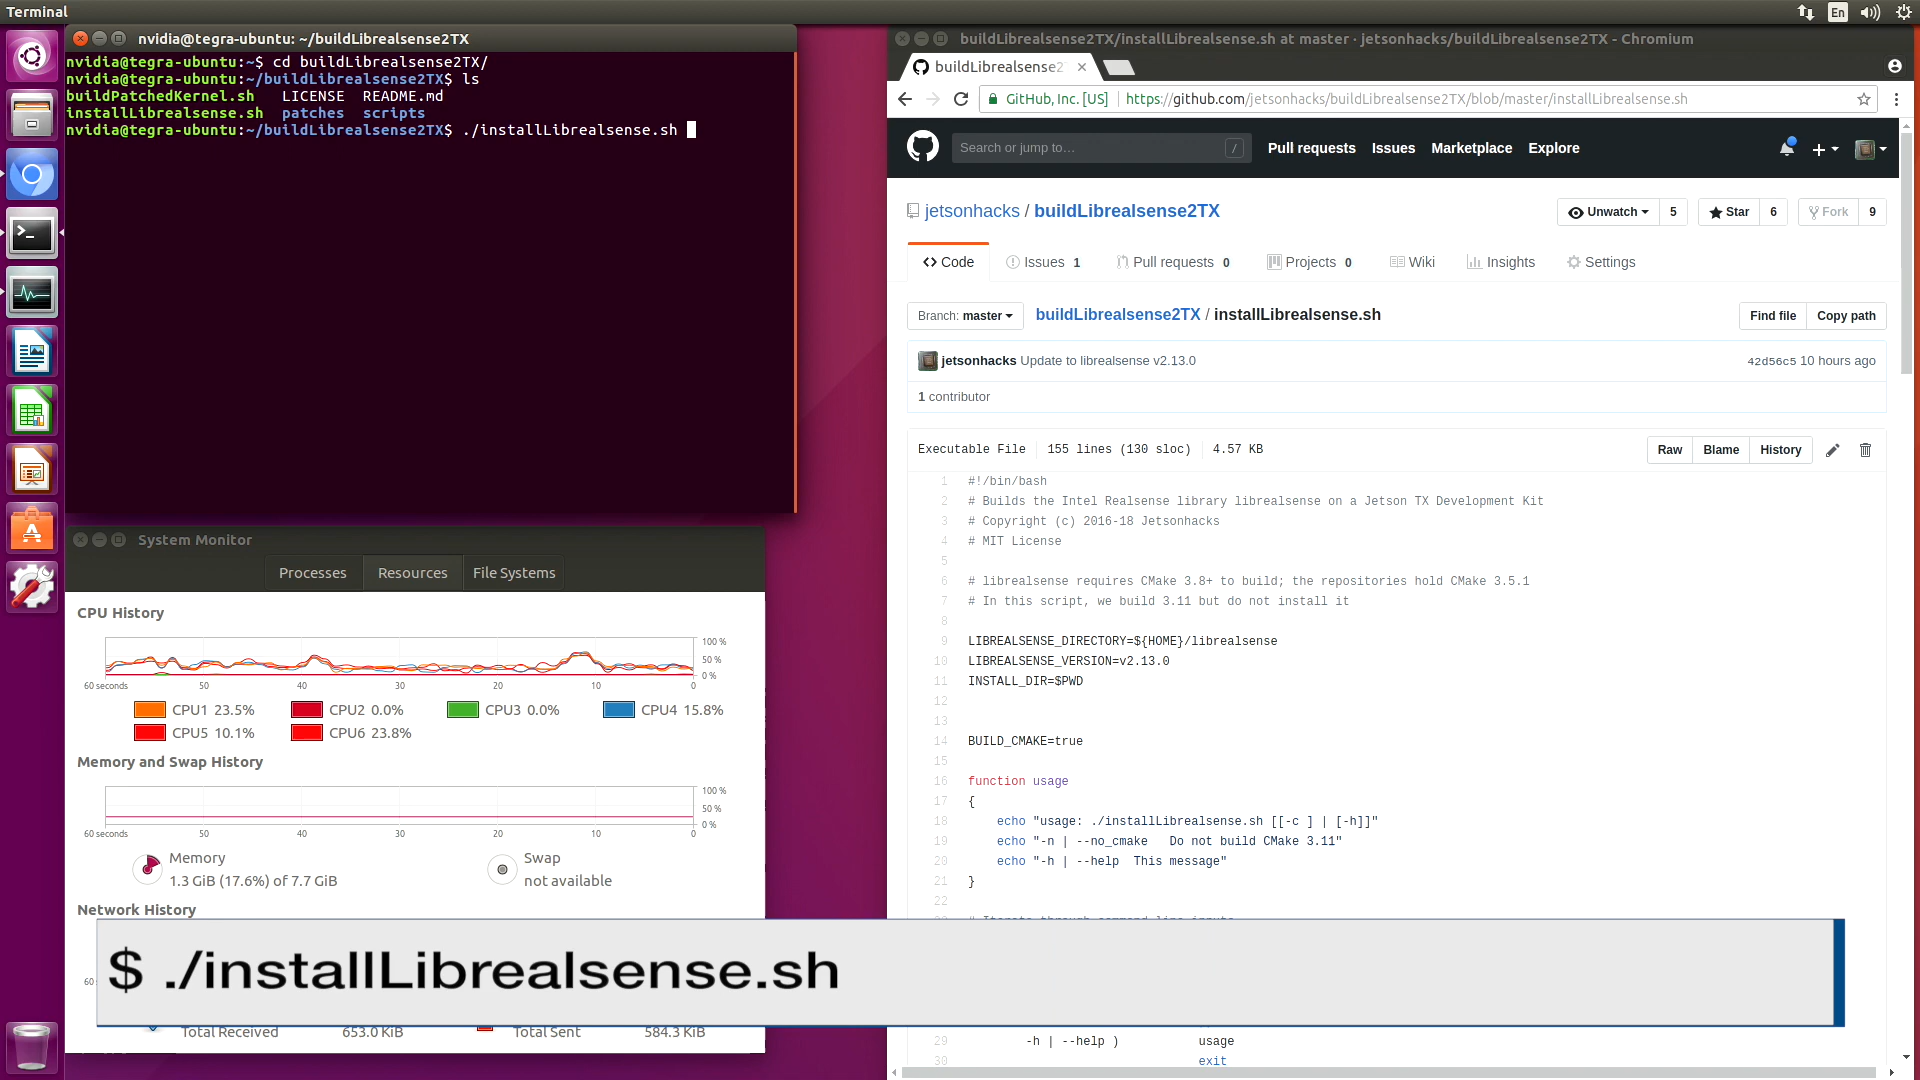 Terminal
En
nvidia@tegra-ubuntu: ~/buildLibrealsense2TX
nvidia@tegra-ubuntu:~$ cd buildLibrealsense2TX/
nvidia@tegra-ubuntu:~/buildLibrealsense2TX$ ls
buildPatchedKernel.sh LICENSE README.md
installLibrealsense.sh patches scripts
nvidia@tegra-ubuntu:~/buildLibrealsense2TX$ ./installLibrealsense.sh
System Monitor
Processes Resources File Systems
CPU History
100 %
50 %
0 %
60 seconds 50 40 30 20 10 0
CPU1 23.5% CPU2 0.0% CPU3 0.0% CPU4 15.8%
CPU5 10.1% CPU6 23.8%
Memory and Swap History
100 %
50 %
0 %
60 seconds 50 40 30 20 10 0
Memory
1.3 GiB (17.6%) of 7.7 GiB
Swap
not available
Network History
60
Total Received 653.0 KiB Total Sent 584.3 KiB
buildLibrealsense2TX/installLibrealsense.sh at master · jetsonhacks/buildLibrealsense2TX - Chromium
buildLibrealsense2
GitHub, Inc. [US] https://github.com/jetsonhacks/buildLibrealsense2TX/blob/master/installLibrealsense.sh
Search or jump to… / Pull requests Issues Marketplace Explore
jetsonhacks / buildLibrealsense2TX
Unwatch 5 Star 6 Fork 9
<> Code Issues 1 Pull requests 0 Projects 0 Wiki Insights Settings
Branch: master buildLibrealsense2TX / installLibrealsense.sh Find file Copy path
jetsonhacks Update to librealsense v2.13.0 42d56c5 10 hours ago
1 contributor
Executable File 155 lines (130 sloc) 4.57 KB Raw Blame History
1 #!/bin/bash
2 # Builds the Intel Realsense library librealsense on a Jetson TX Development Kit
3 # Copyright (c) 2016-18 Jetsonhacks
4 # MIT License
5
6 # librealsense requires CMake 3.8+ to build; the repositories hold CMake 3.5.1
7 # In this script, we build 3.11 but do not install it
8
9 LIBREALSENSE_DIRECTORY=${HOME}/librealsense
10 LIBREALSENSE_VERSION=v2.13.0
11 INSTALL_DIR=$PWD
12
13
14 BUILD_CMAKE=true
15
16 function usage
17 {
18 echo "usage: ./installLibrealsense.sh [[-c ] | [-h]]"
19 echo "-n | --no_cmake Do not build CMake 3.11"
20 echo "-h | --help This message"
21 }
22
$ ./installLibrealsense.sh
29 -h | --help ) usage
30 exit